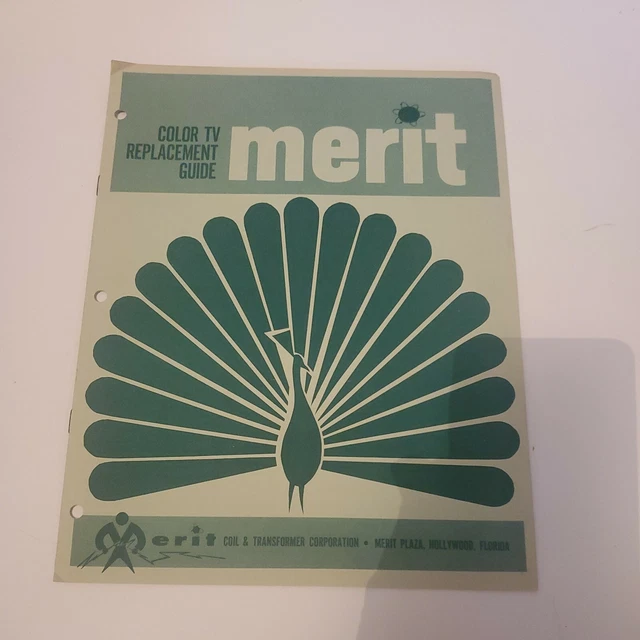 COLOR TV
REPLACEMENT
GUIDE
merit
Merit COIL & TRANSFORMER CORPORATION • MERIT PLAZA, HOLLYWOOD, FLORIDA